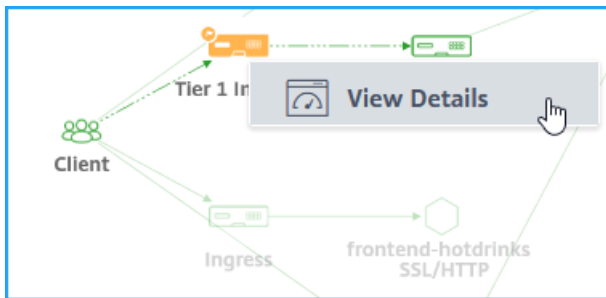 Tier 1 In
View Details
Client
Ingress
frontend-hotdrinks
SSL/HTTP